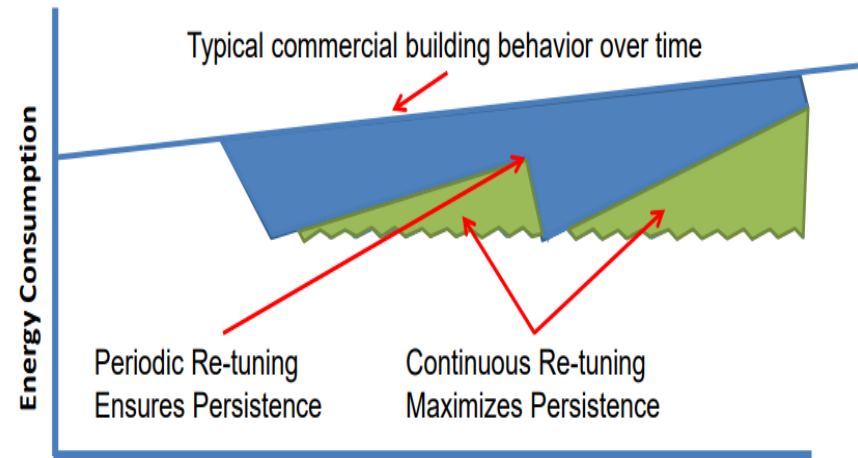 Typical commercial building behavior over time
Energy Consumption
Periodic Re-tuning
Ensures Persistence
Continuous Re-tuning
Maximizes Persistence